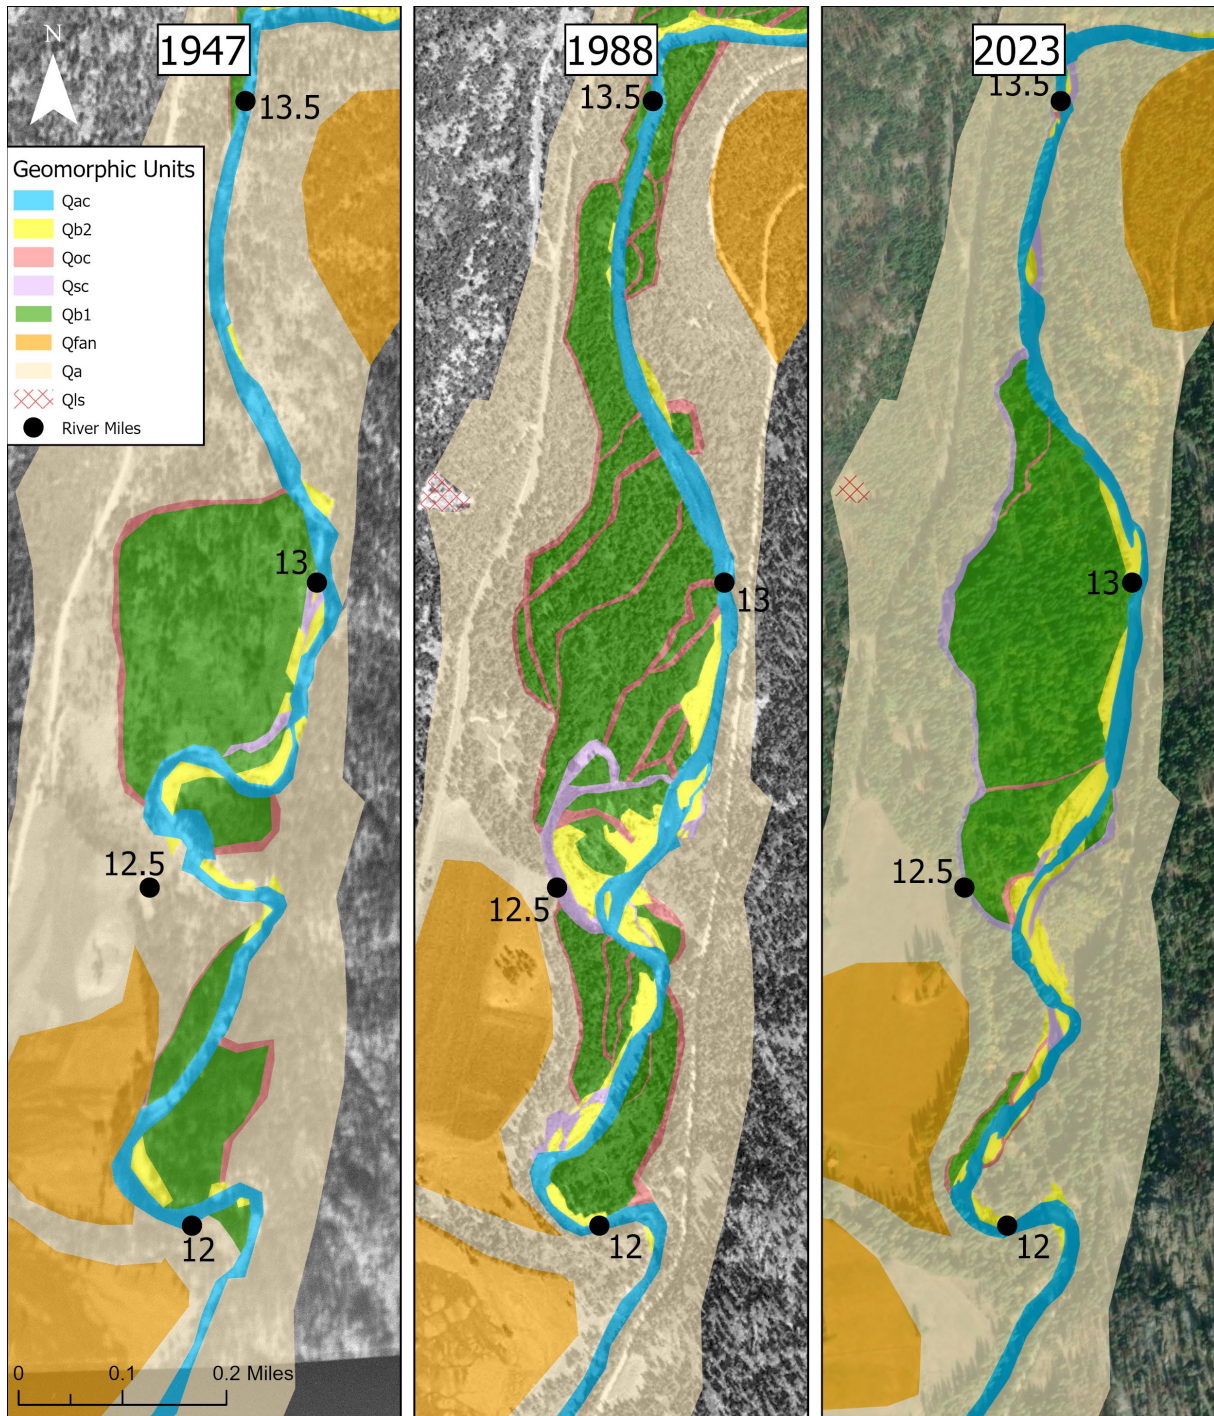 1947
1988
2023
N
13.5
13.5
13.5
Geomorphic Units
Qac
Qb2
Qoc
Qsc
Qb1
Qfan
Qa
Qls
River Miles
13
13
13
12.5
12.5
12.5
12
12
12
0 0.1 0.2 Miles